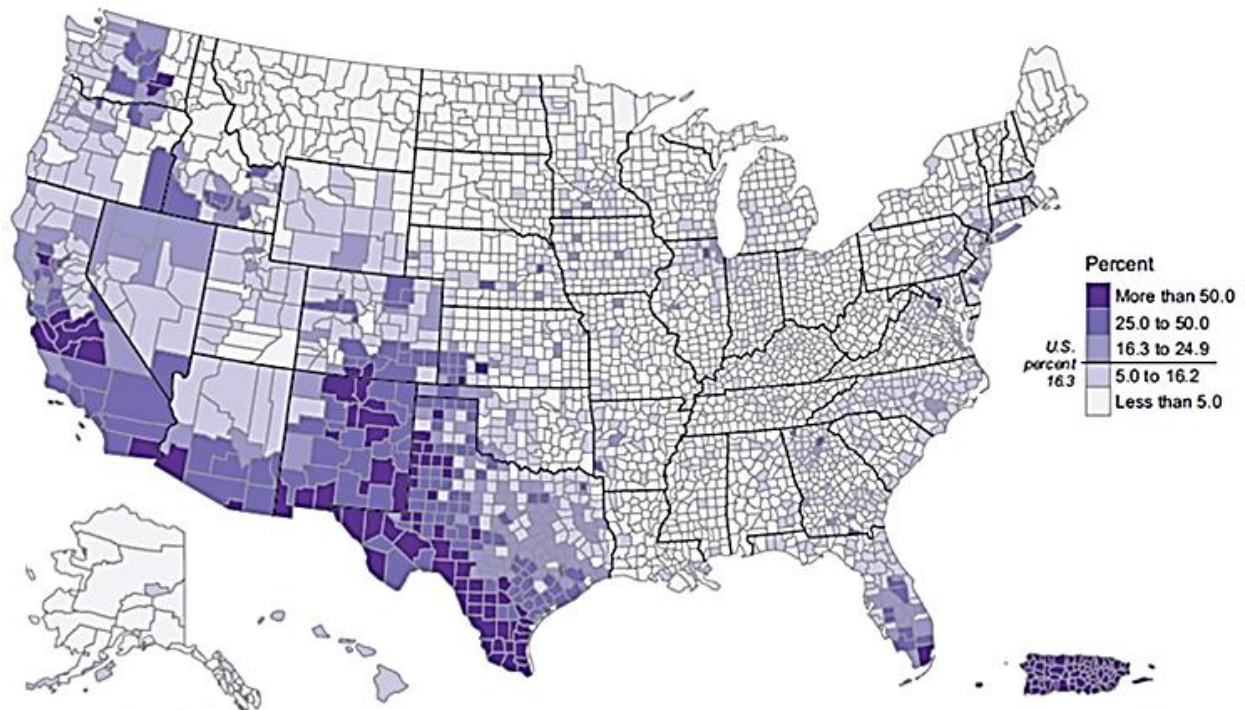 Percent
More than 50.0
25.0 to 50.0
16.3 to 24.9
U.S.
percent
16.3
5.0 to 16.2
Less than 5.0